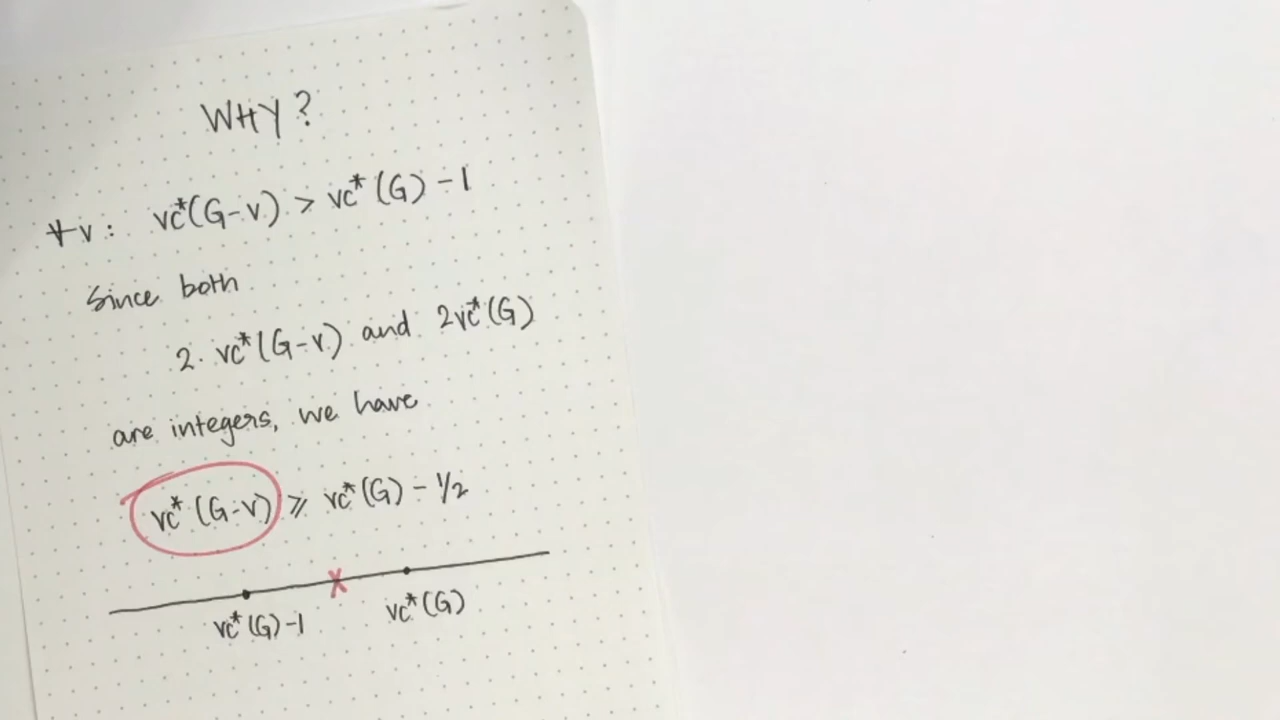 WHY?
∀v: vc*(G-v) > vc*(G) - 1
Since both
2. vc*(G-v) and 2vc*(G)
are integers, we have
vc*(G-v) ≥ vc*(G) - 1/2
x
vc*(G)-1 vc*(G)